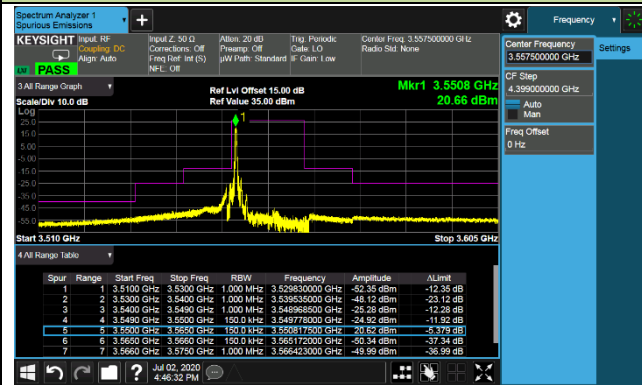 Spectrum Analyzer 1
Spurious Emissions
+
Frequency
KEYSIGHT
Input: RF
Coupling: DC
Align: Auto
Input Z: 50 Ω
Corrections: Off
Freq Ref: Int (S)
NFE: Off
Atten: 20 dB
Preamp: Off
µW Path: Standard
Trig: Periodic
Gate: LO
IF Gain: Low
Center Freq: 3.557500000 GHz
Radio Std: None
PASS
Center Frequency
3.557500000 GHz
Settings
CF Step
4.399000000 GHz
Auto
Man
Freq Offset
0 Hz
3 All Range Graph
Scale/Div 10.0 dB
Ref Lvl Offset 15.00 dB
Ref Value 35.00 dBm
Mkr1 3.5508 GHz
20.66 dBm
Log
25.0
15.0
5.00
-5.00
-15.0
-25.0
-35.0
-45.0
-55.0
1
Start 3.510 GHz
Stop 3.605 GHz
4 All Range Table
Spur Range Start Freq Stop Freq RBW Frequency Amplitude ΔLimit
1 1 3.5100 GHz 3.5300 GHz 1.000 MHz 3.529830000 GHz -52.35 dBm -12.35 dB
2 2 3.5300 GHz 3.5400 GHz 1.000 MHz 3.539535000 GHz -48.12 dBm -23.12 dB
3 3 3.5400 GHz 3.5490 GHz 1.000 MHz 3.548968500 GHz -25.28 dBm -12.28 dB
4 4 3.5490 GHz 3.5500 GHz 150.0 kHz 3.549778000 GHz -24.92 dBm -11.92 dB
5 5 3.5500 GHz 3.5650 GHz 150.0 kHz 3.550817500 GHz 20.62 dBm -5.379 dB
6 6 3.5650 GHz 3.5660 GHz 150.0 kHz 3.565172000 GHz -50.34 dBm -37.34 dB
7 7 3.5660 GHz 3.5750 GHz 1.000 MHz 3.566423000 GHz -49.99 dBm -36.99 dB
?
Jul 02, 2020
4:46:32 PM